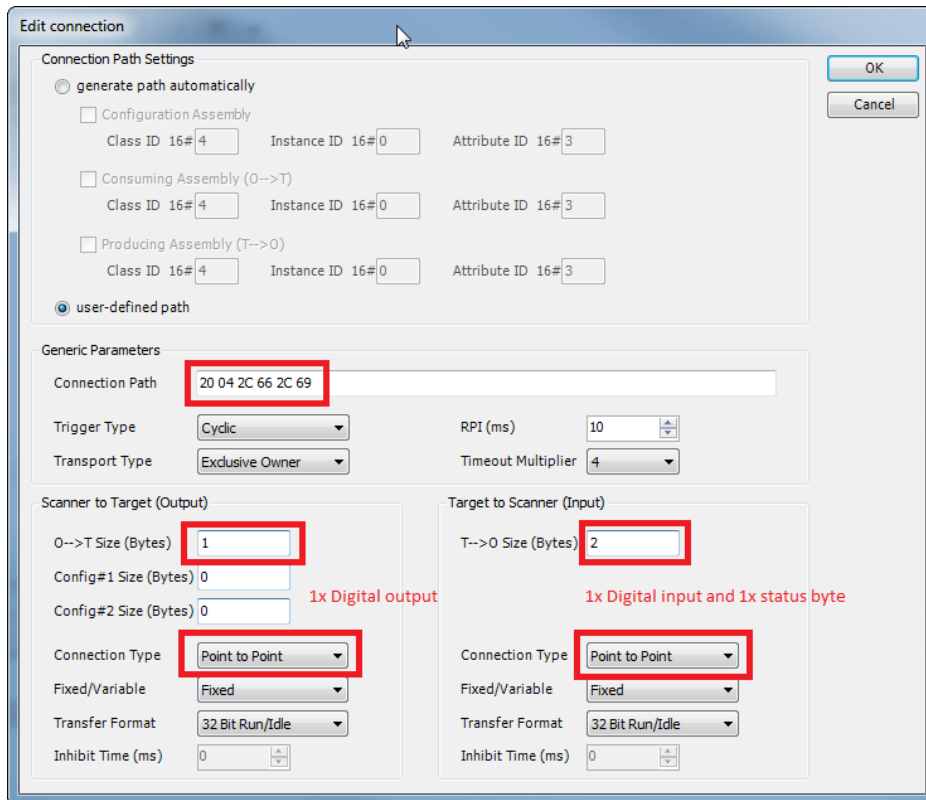 Edit connection
Connection Path Settings
OK
generate path automatically
Cancel
Configuration Assembly
Class ID 16# 4 Instance ID 16# 0 Attribute ID 16# 3
Consuming Assembly (O-->T)
Class ID 16# 4 Instance ID 16# 0 Attribute ID 16# 3
Producing Assembly (T-->O)
Class ID 16# 4 Instance ID 16# 0 Attribute ID 16# 3
user-defined path
Generic Parameters
Connection Path 20 04 2C 66 2C 69
Trigger Type Cyclic RPI (ms) 10
Transport Type Exclusive Owner Timeout Multiplier 4
Scanner to Target (Output) Target to Scanner (Input)
O-->T Size (Bytes) 1 T-->O Size (Bytes) 2
Config#1 Size (Bytes) 0
1x Digital output 1x Digital input and 1x status byte
Config#2 Size (Bytes) 0
Connection Type Point to Point Connection Type Point to Point
Fixed/Variable Fixed Fixed/Variable Fixed
Transfer Format 32 Bit Run/Idle Transfer Format 32 Bit Run/Idle
Inhibit Time (ms) 0 Inhibit Time (ms) 0